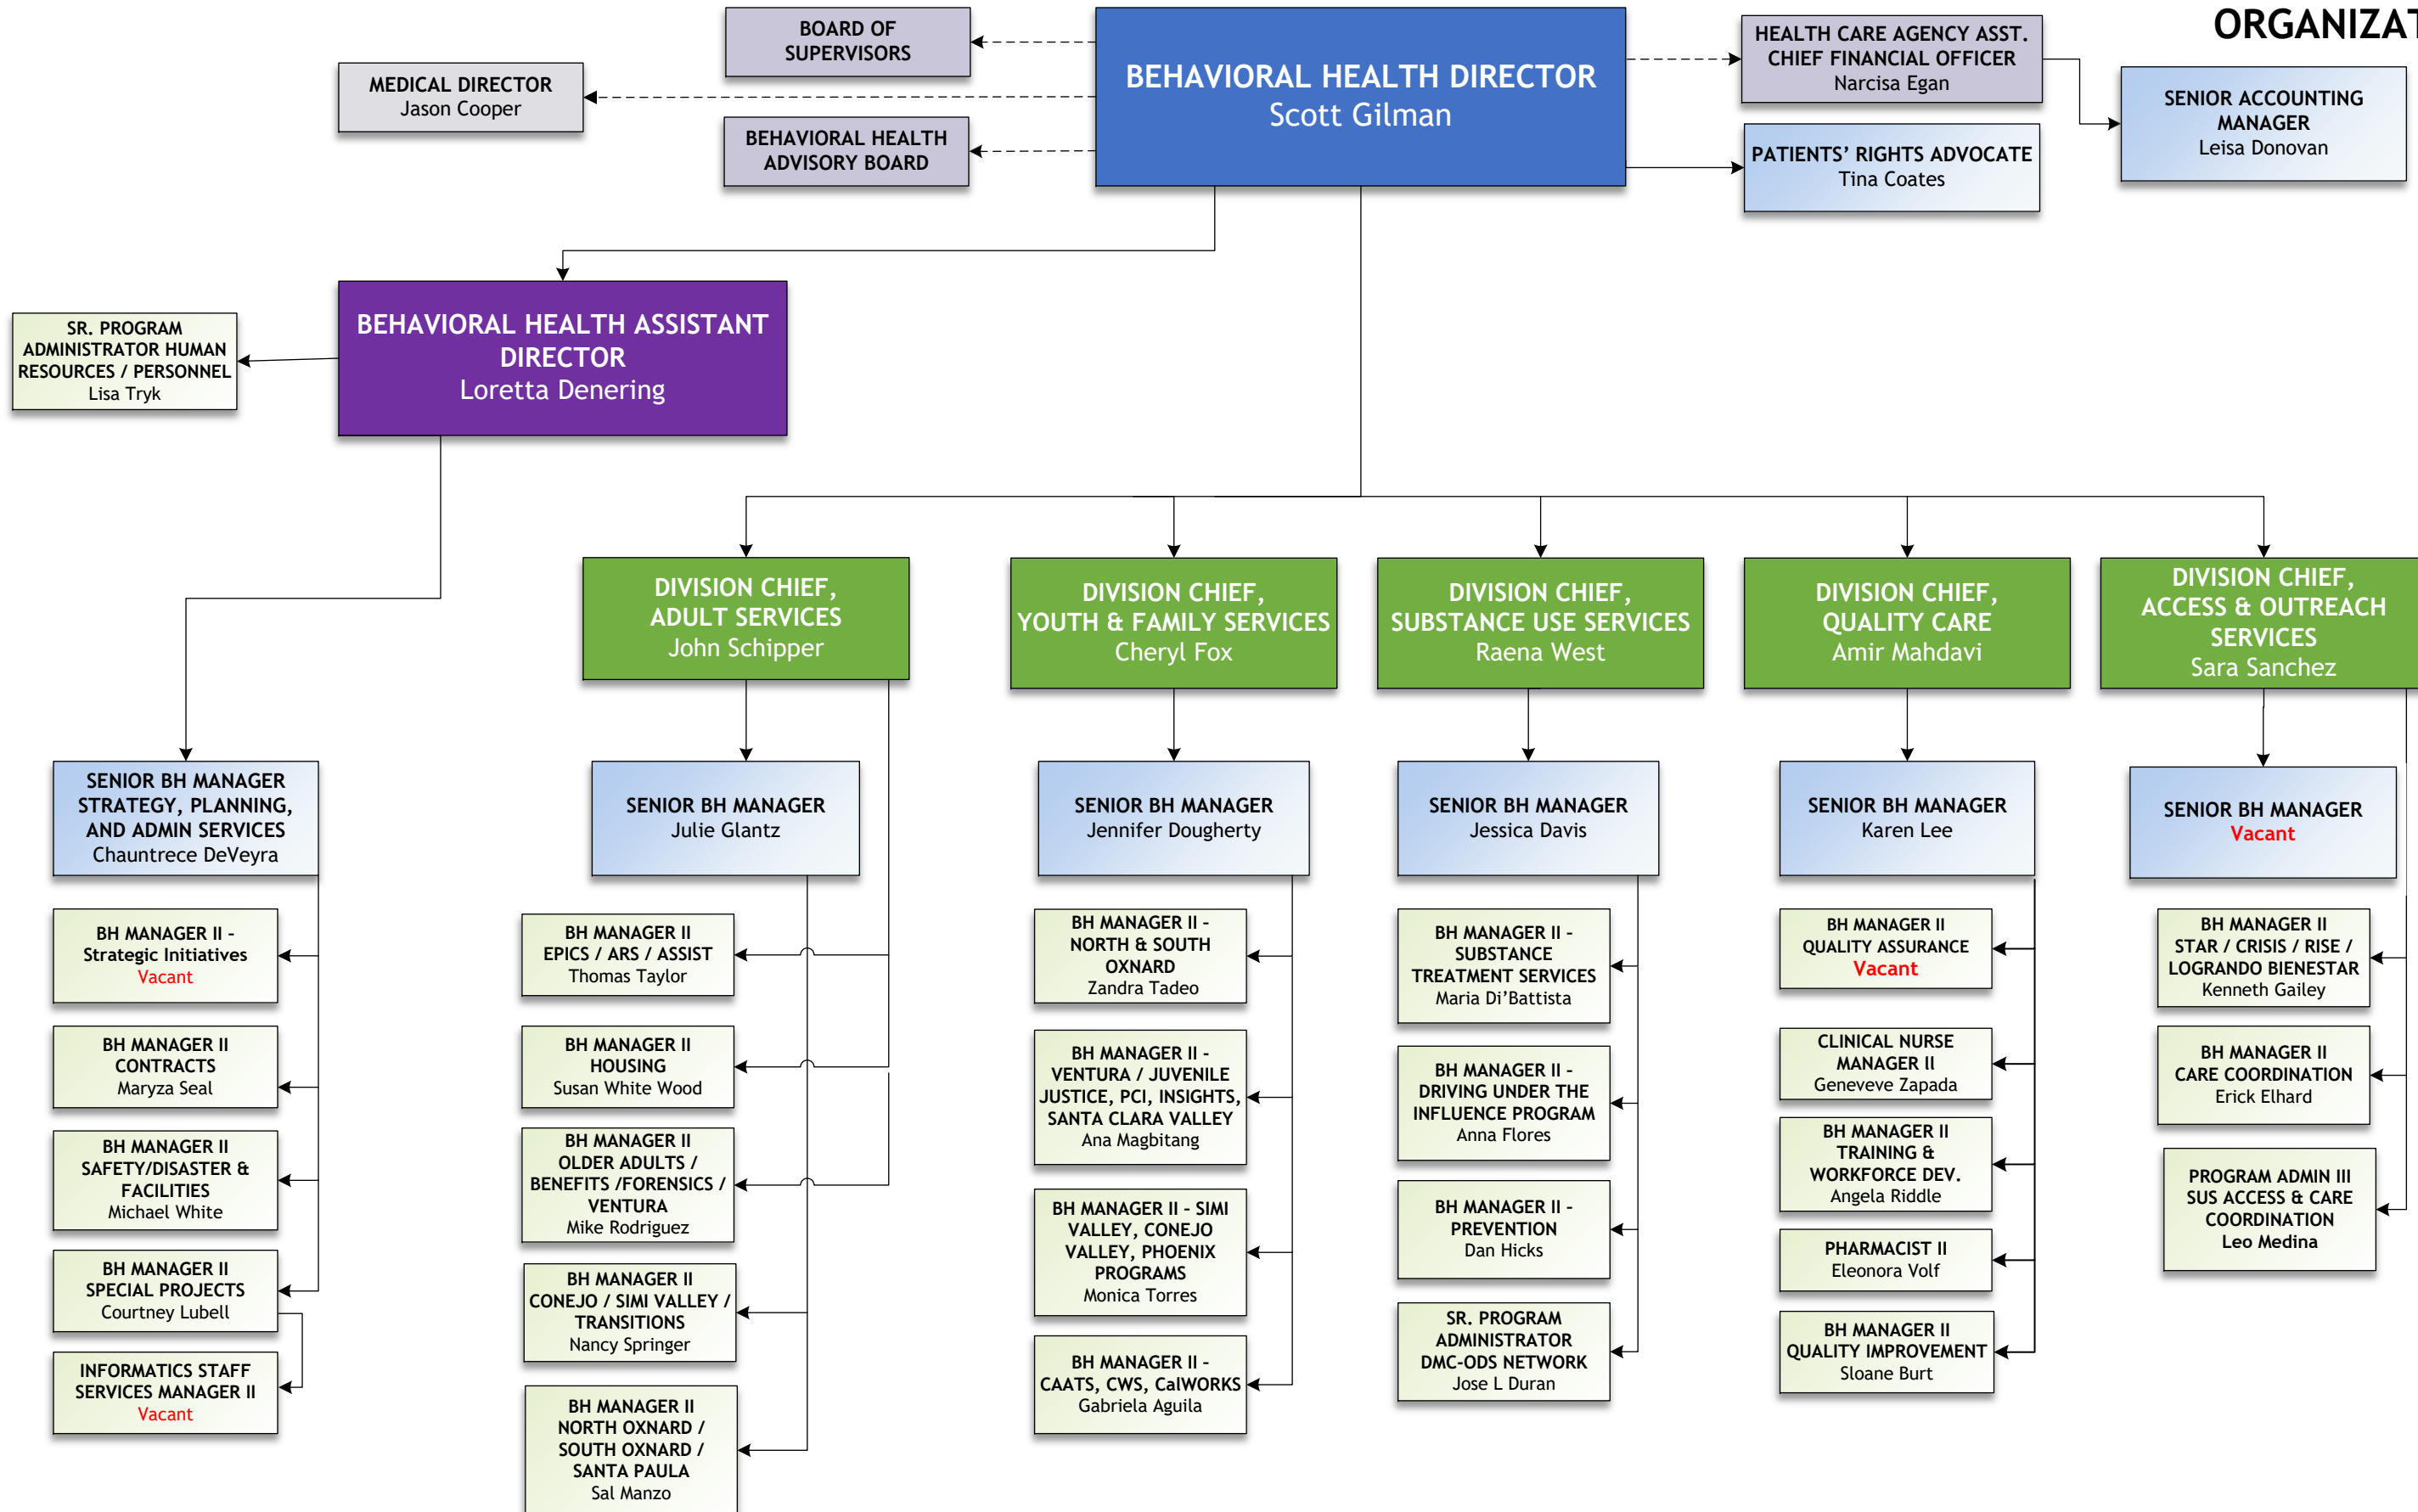 ORGANIZAT
BOARD OF
SUPERVISORS
MEDICAL DIRECTOR
Jason Cooper
BEHAVIORAL HEALTH
ADVISORY BOARD
BEHAVIORAL HEALTH DIRECTOR
Scott Gilman
HEALTH CARE AGENCY ASST.
CHIEF FINANCIAL OFFICER
Narcisa Egan
PATIENTS’ RIGHTS ADVOCATE
Tina Coates
SENIOR ACCOUNTING
MANAGER
Leisa Donovan
SR. PROGRAM
ADMINISTRATOR HUMAN
RESOURCES / PERSONNEL
Lisa Tryk
BEHAVIORAL HEALTH ASSISTANT
DIRECTOR
Loretta Denering
DIVISION CHIEF,
ADULT SERVICES
John Schipper
DIVISION CHIEF,
YOUTH & FAMILY SERVICES
Cheryl Fox
DIVISION CHIEF,
SUBSTANCE USE SERVICES
Raena West
DIVISION CHIEF,
QUALITY CARE
Amir Mahdavi
DIVISION CHIEF,
ACCESS & OUTREACH
SERVICES
Sara Sanchez
SENIOR BH MANAGER
STRATEGY, PLANNING,
AND ADMIN SERVICES
Chauntrece DeVeyra
SENIOR BH MANAGER
Julie Glantz
SENIOR BH MANAGER
Jennifer Dougherty
SENIOR BH MANAGER
Jessica Davis
SENIOR BH MANAGER
Karen Lee
SENIOR BH MANAGER
Vacant
BH MANAGER II –
Strategic Initiatives
Vacant
BH MANAGER II
CONTRACTS
Maryza Seal
BH MANAGER II
SAFETY/DISASTER &
FACILITIES
Michael White
BH MANAGER II
SPECIAL PROJECTS
Courtney Lubell
INFORMATICS STAFF
SERVICES MANAGER II
Vacant
BH MANAGER II
EPICS / ARS / ASSIST
Thomas Taylor
BH MANAGER II
HOUSING
Susan White Wood
BH MANAGER II
OLDER ADULTS /
BENEFITS /FORENSICS /
VENTURA
Mike Rodriguez
BH MANAGER II
CONEJO / SIMI VALLEY /
TRANSITIONS
Nancy Springer
BH MANAGER II
NORTH OXNARD /
SOUTH OXNARD /
SANTA PAULA
Sal Manzo
BH MANAGER II –
NORTH & SOUTH
OXNARD
Zandra Tadeo
BH MANAGER II –
VENTURA / JUVENILE
JUSTICE, PCI, INSIGHTS,
SANTA CLARA VALLEY
Ana Magbitang
BH MANAGER II – SIMI
VALLEY, CONEJO
VALLEY, PHOENIX
PROGRAMS
Monica Torres
BH MANAGER II –
CAATS, CWS, CalWORKS
Gabriela Aguila
BH MANAGER II –
SUBSTANCE
TREATMENT SERVICES
Maria Di’Battista
BH MANAGER II –
DRIVING UNDER THE
INFLUENCE PROGRAM
Anna Flores
BH MANAGER II –
PREVENTION
Dan Hicks
SR. PROGRAM
ADMINISTRATOR
DMC-ODS NETWORK
Jose L Duran
BH MANAGER II
QUALITY ASSURANCE
Vacant
CLINICAL NURSE
MANAGER II
Geneveve Zapada
BH MANAGER II
TRAINING &
WORKFORCE DEV.
Angela Riddle
PHARMACIST II
Eleonora Volf
BH MANAGER II
QUALITY IMPROVEMENT
Sloane Burt
BH MANAGER II
STAR / CRISIS / RISE /
LOGRANDO BIENESTAR
Kenneth Gailey
BH MANAGER II
CARE COORDINATION
Erick Elhard
PROGRAM ADMIN III
SUS ACCESS & CARE
COORDINATION
Leo Medina